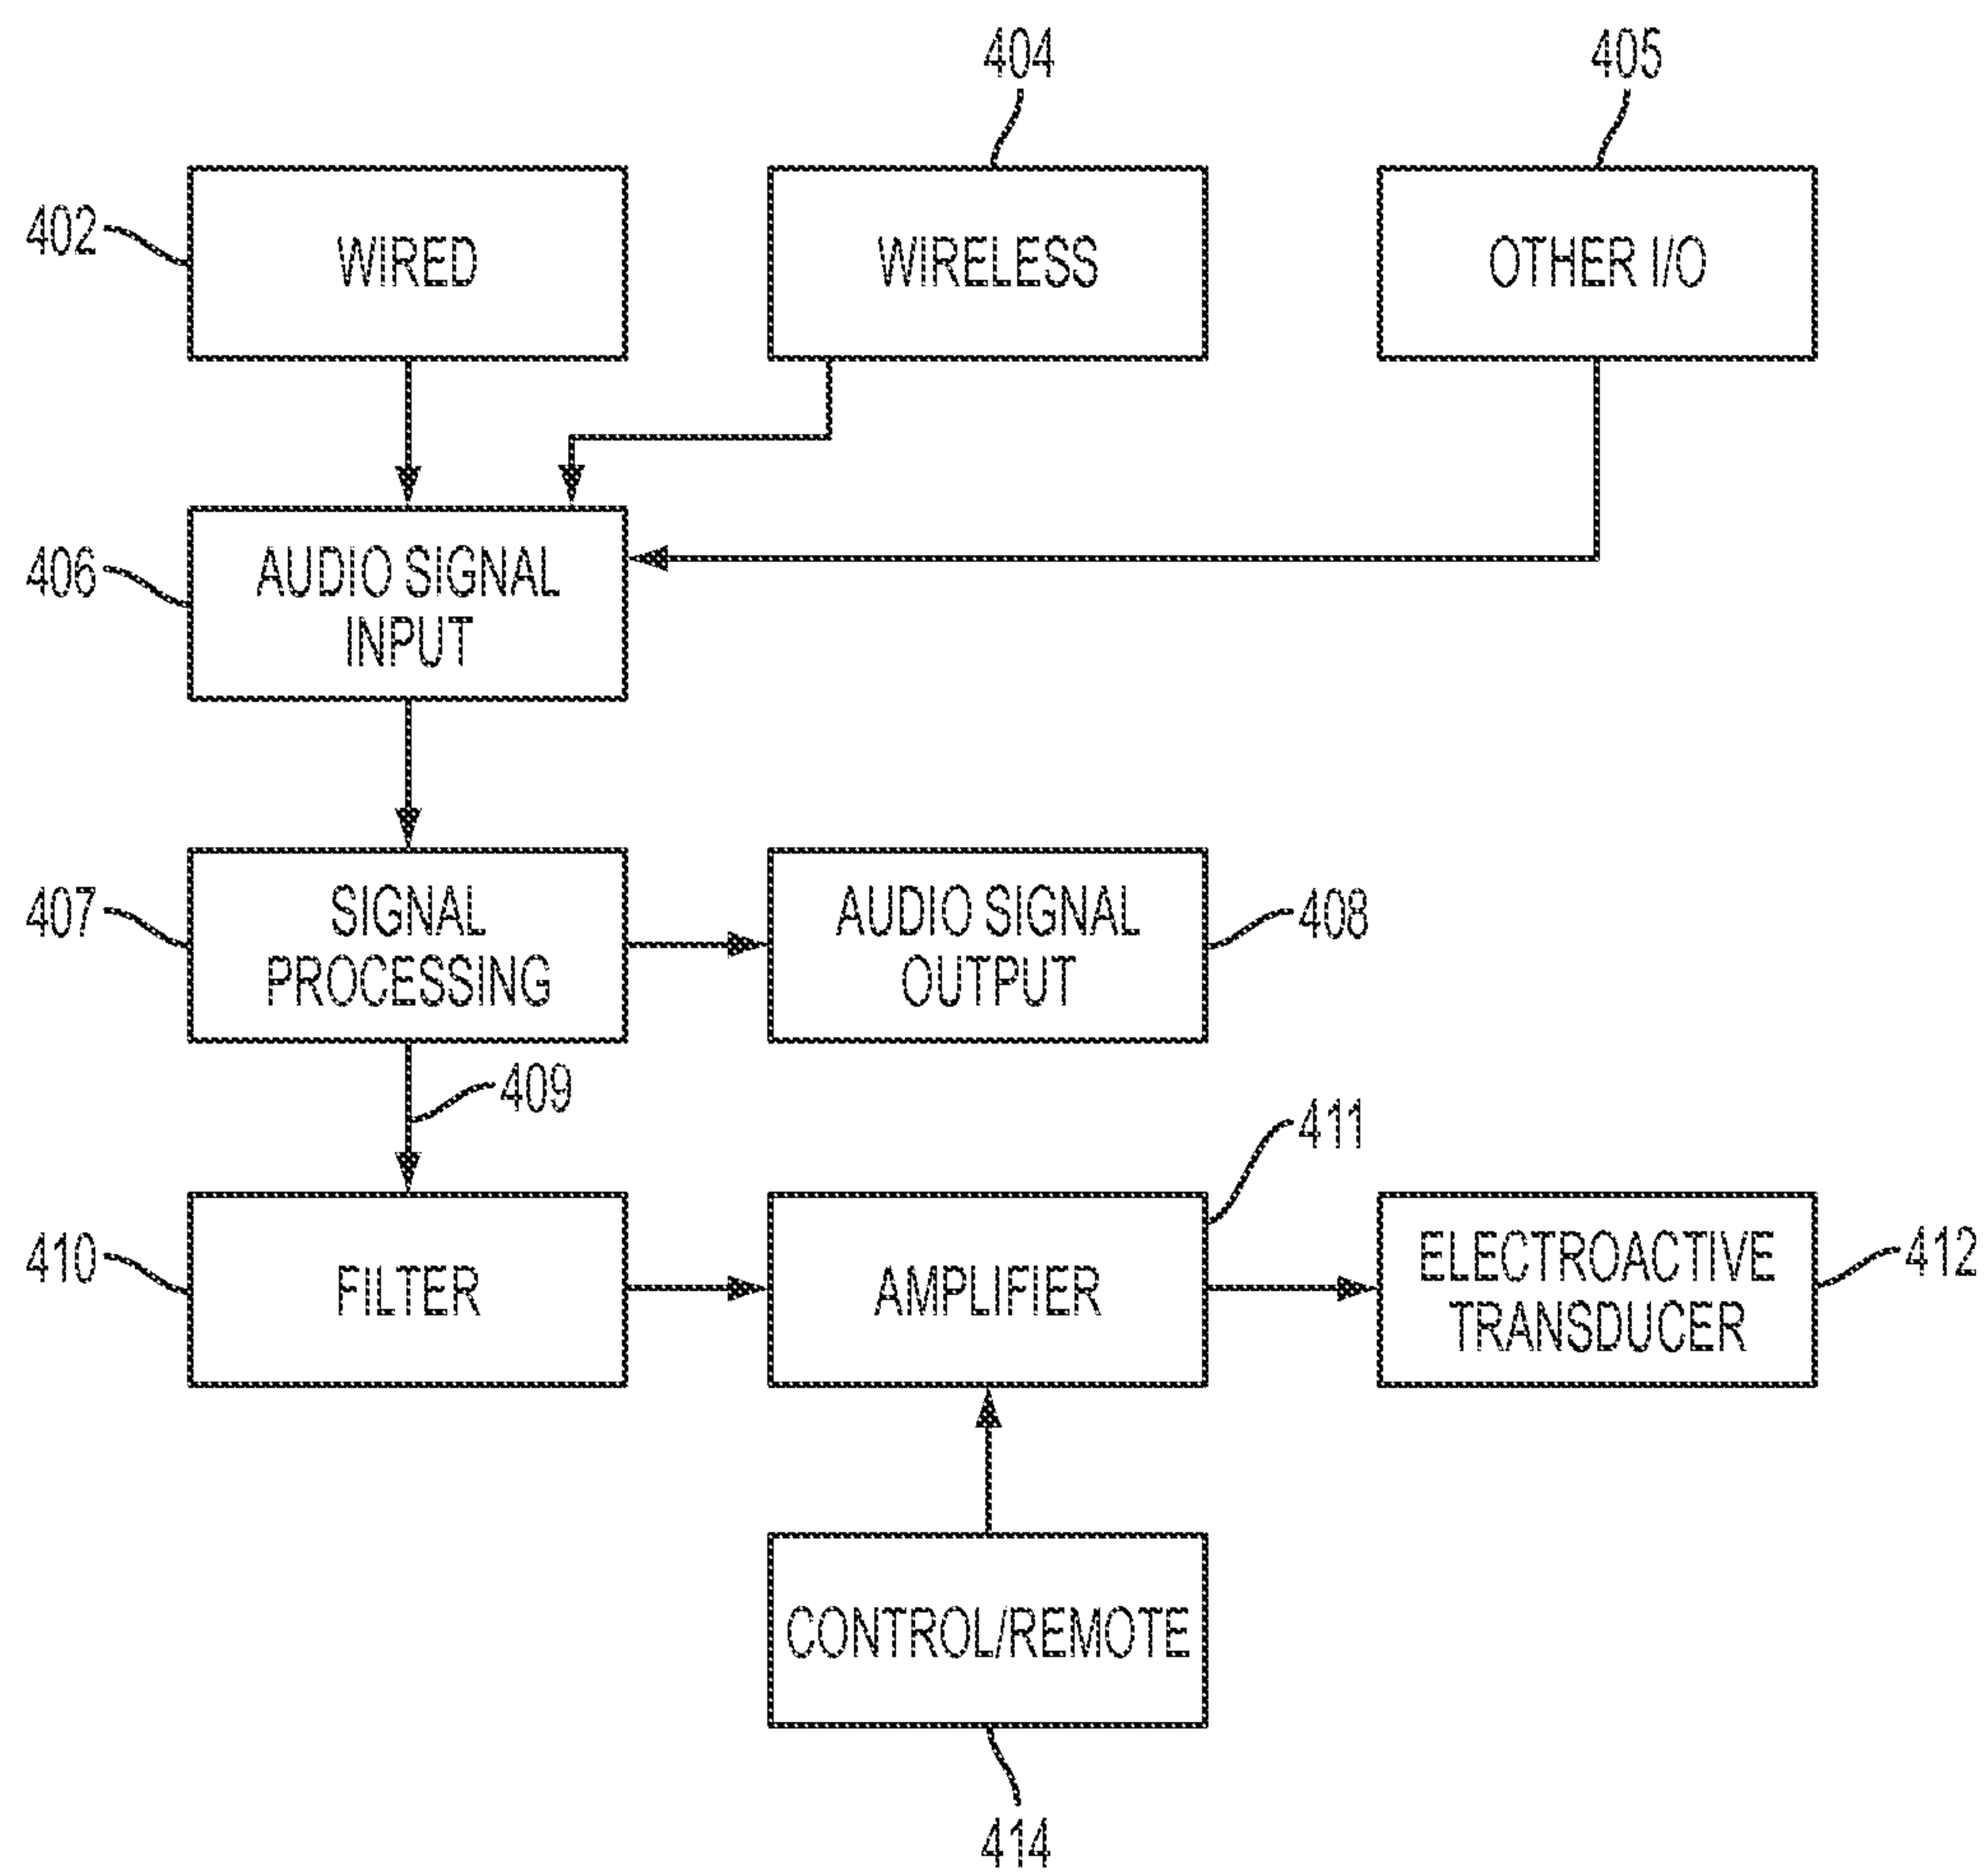 404
405
402
WIRED
WIRELESS
OTHER I/O
406
AUDIO SIGNAL
INPUT
407
SIGNAL
PROCESSING
AUDIO SIGNAL
OUTPUT
408
409
411
410
FILTER
AMPLIFIER
ELECTROACTIVE
TRANSDUCER
412
CONTROL/REMOTE
414